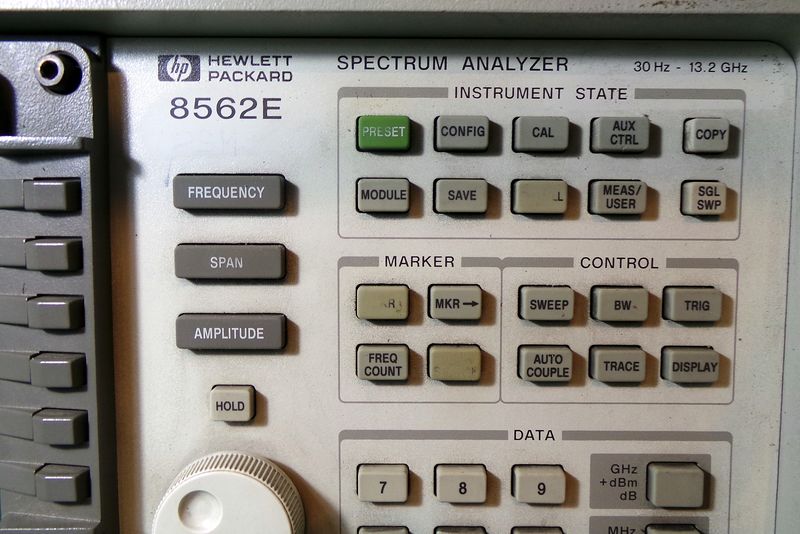 hp HEWLETT
PACKARD
8562E
SPECTRUM ANALYZER
30 Hz - 13.2 GHz
INSTRUMENT STATE
PRESET CONFIG CAL AUX CTRL COPY
MODULE SAVE MEAS/ USER SGL SWP
FREQUENCY
SPAN
AMPLITUDE
HOLD
MARKER
MKR→
FREQ
COUNT
CONTROL
SWEEP BW TRIG
AUTO COUPLE TRACE DISPLAY
DATA
7 8 9
GHz
+dBm
dB
MHz